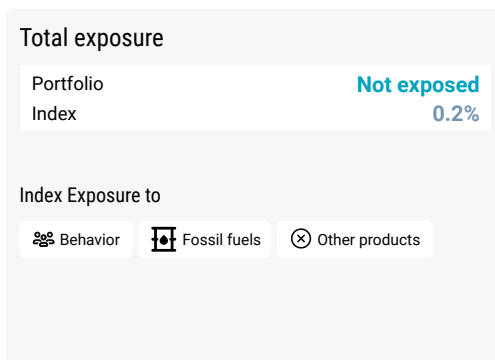 Total exposure
Portfolio Not exposed
Index 0.2%
Index Exposure to
Behavior Fossil fuels Other products